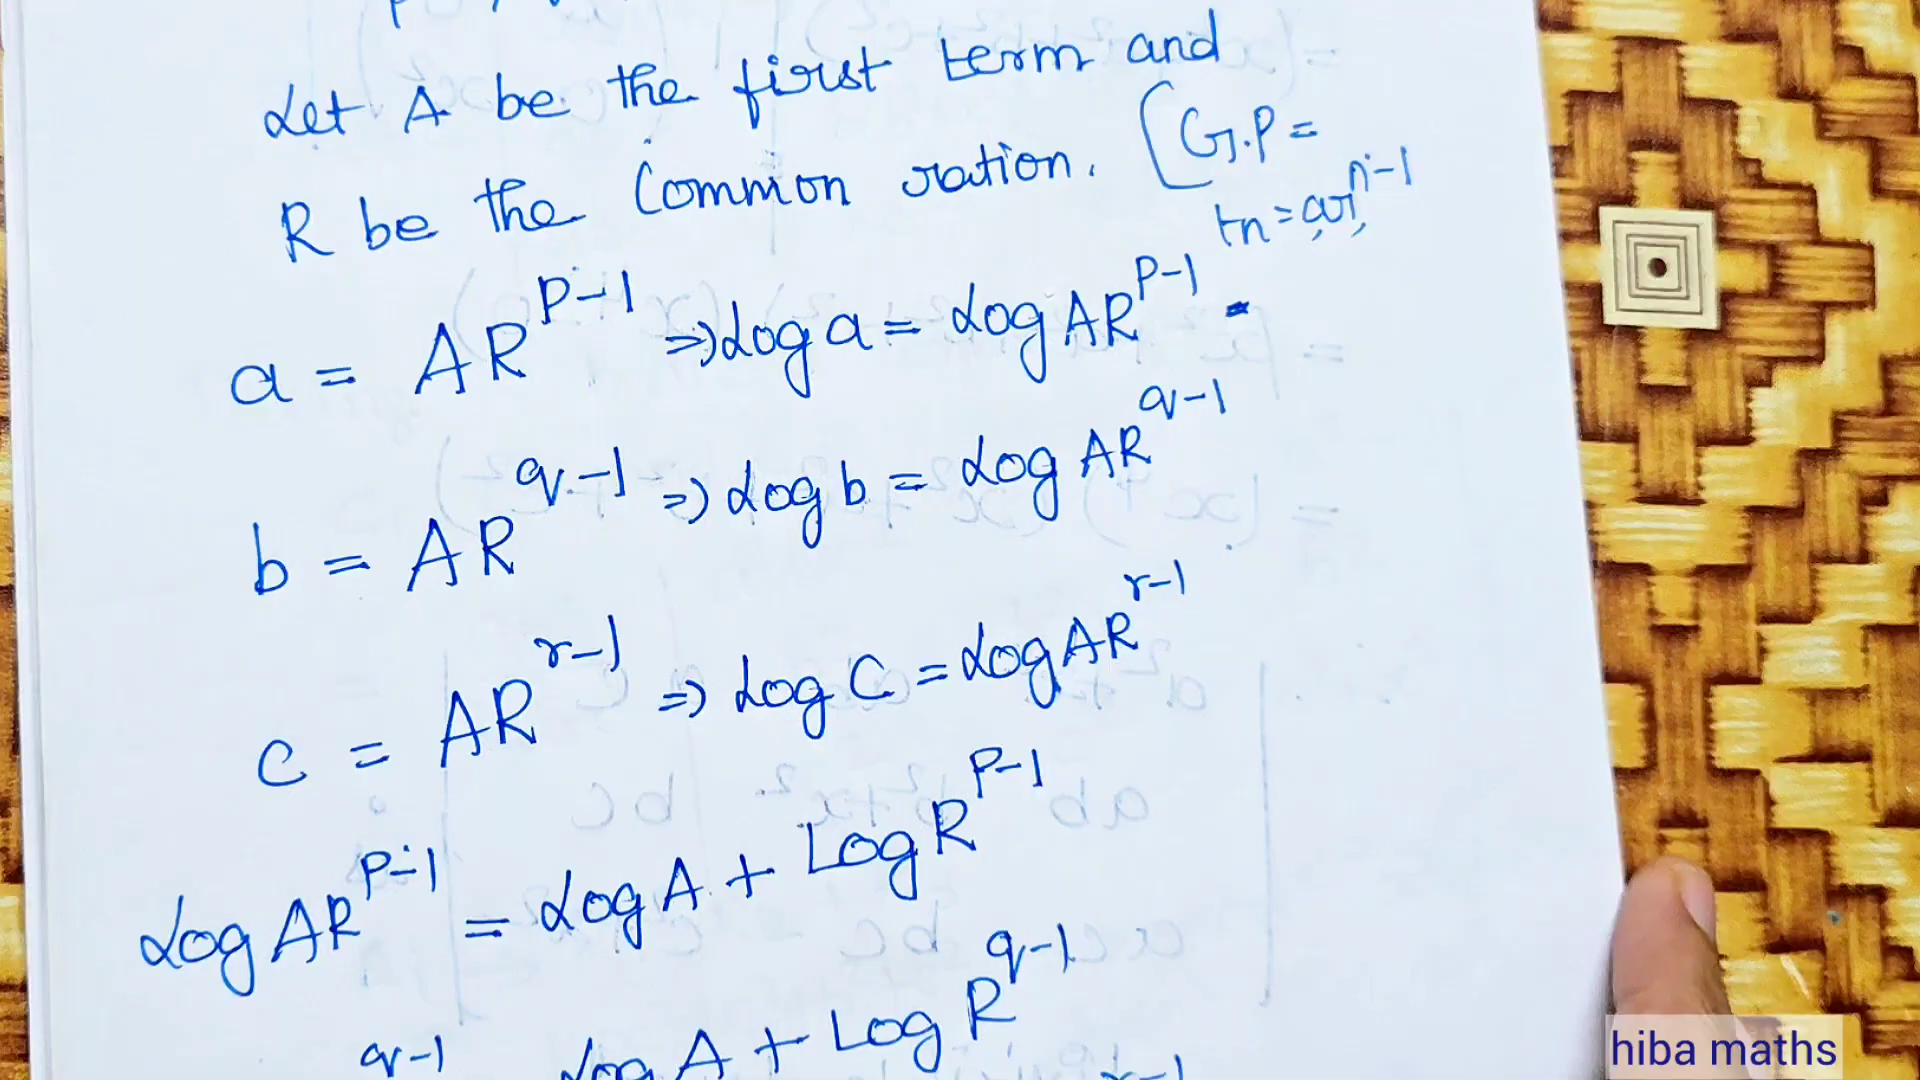 Let A be the first term and
R be the Common ration. [G.P =
tn = ar^n-1
a = AR^p-1 => Log a = Log AR^p-1
b = AR^q-1 => Log b = Log AR^q-1
c = AR^r-1 => Log C = Log AR^r-1
Log AR^p-1 = Log A + Log R^p-1
q-1 Log A + Log R^q-1
r-1
hiba maths